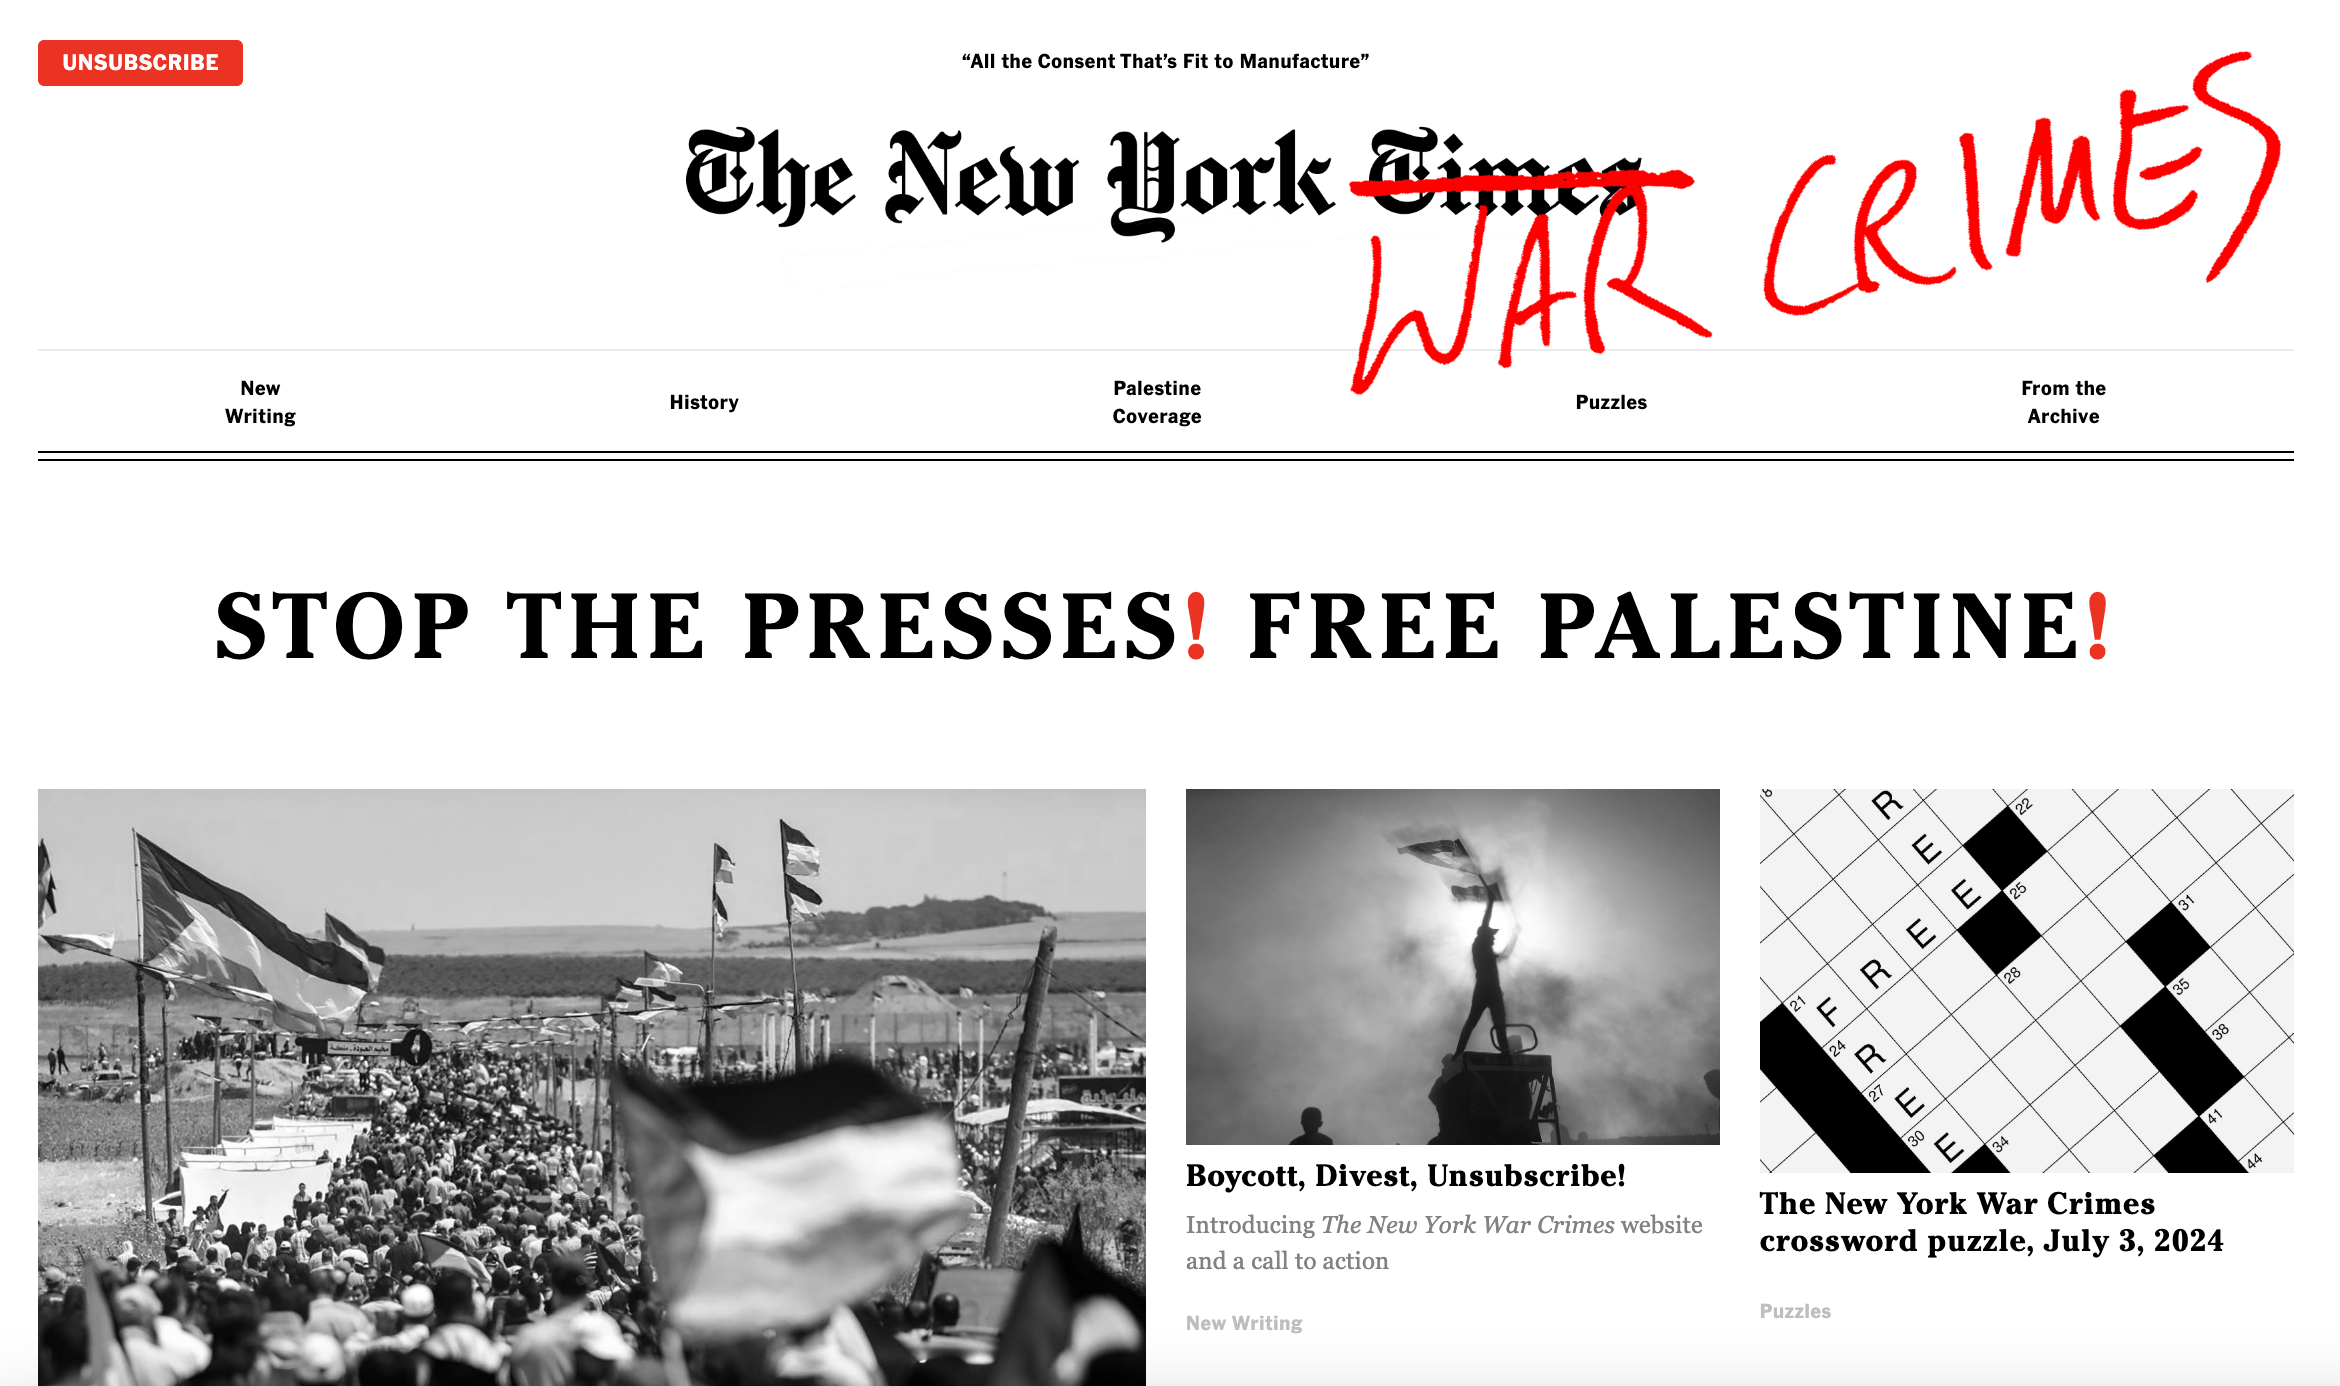 UNSUBSCRIBE
“All the Consent That’s Fit to Manufacture”
The New York Times
WAR CRIMES
New
Writing
History
Palestine
Coverage
Puzzles
From the
Archive
STOP THE PRESSES! FREE PALESTINE!
مخيم العودة - منطقة
R
22
E
E
25
31
E
28
R
35
21
F
38
24
R
27
E
41
30
E
34
44
Boycott, Divest, Unsubscribe!
Introducing The New York War Crimes website
and a call to action
New Writing
The New York War Crimes
crossword puzzle, July 3, 2024
Puzzles